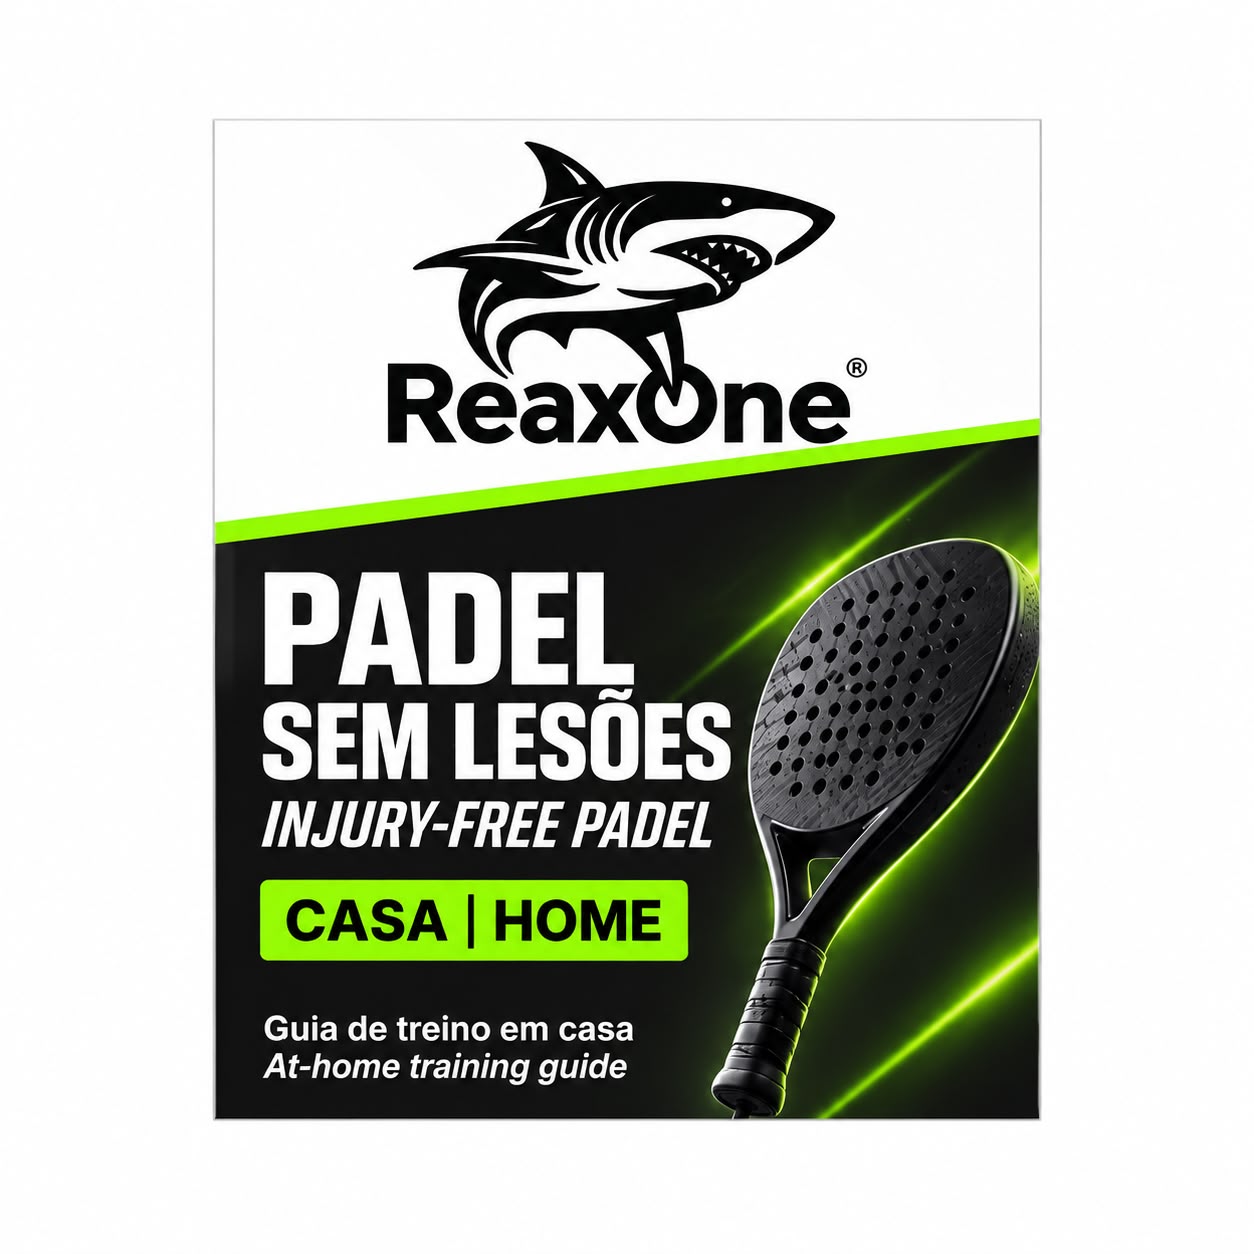 ReaxOne®
PADEL
SEM LESÕES
INJURY-FREE PADEL
CASA | HOME
Guia de treino em casa
At-home training guide